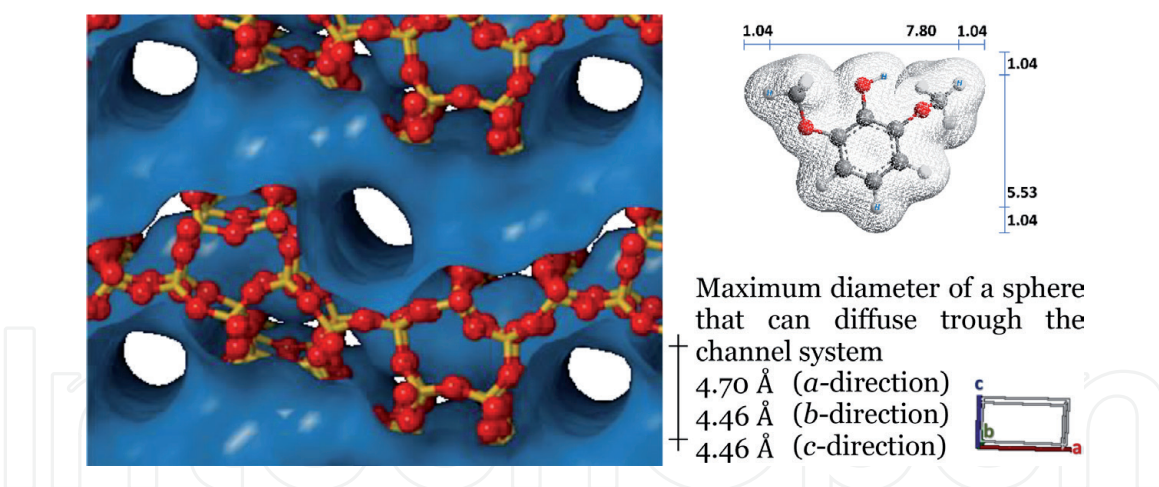 1.04 7.80 1.04
1.04
H
H
H
5.53
1.04
H
Maximum diameter of a sphere
that can diffuse trough the
channel system
4.70 Å (a-direction)
4.46 Å (b-direction)
4.46 Å (c-direction)
c
b
a